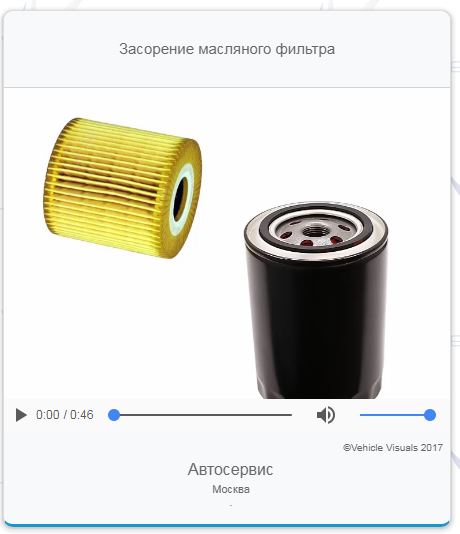 Засорение масляного фильтра
0:00 / 0:46
©Vehicle Visuals 2017
Автосервис
Москва